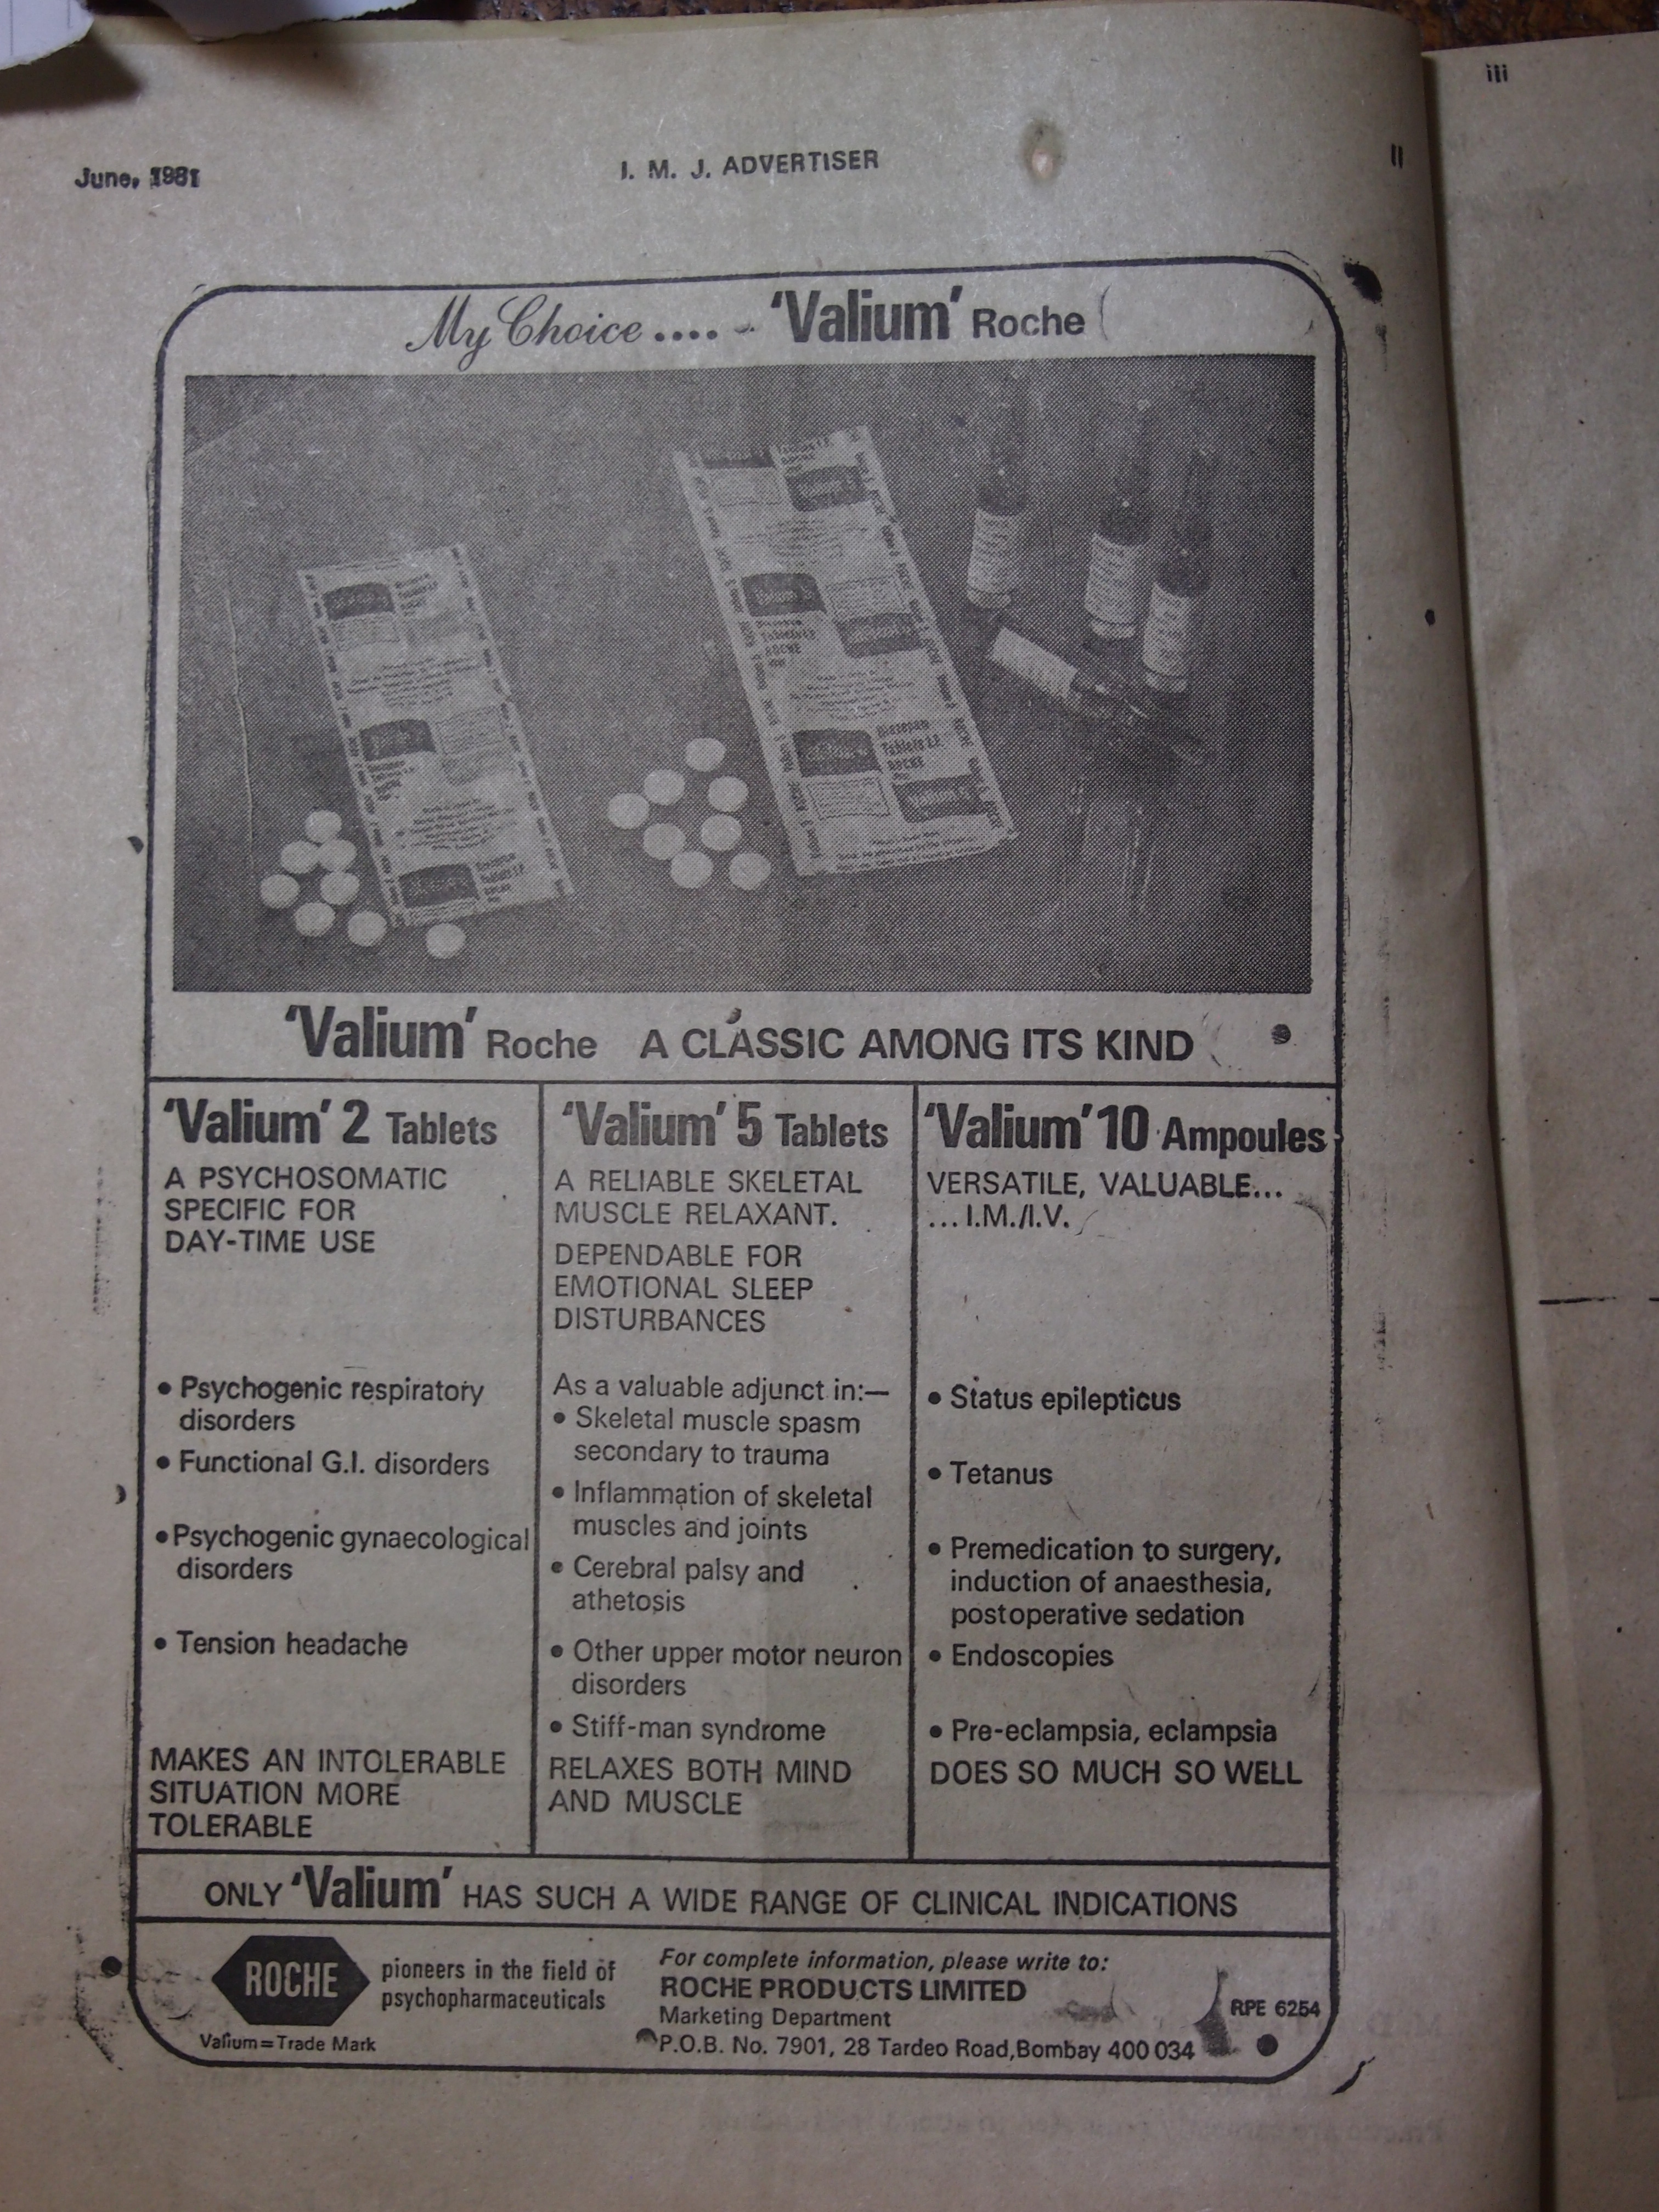 iii
June, 1981
I. M. J. ADVERTISER
II
My Choice.... 'Valium' Roche
'Valium' Roche A CLASSIC AMONG ITS KIND
'Valium' 2 Tablets
A PSYCHOSOMATIC
SPECIFIC FOR
DAY-TIME USE
• Psychogenic respiratory
disorders
• Functional G.I. disorders
• Psychogenic gynaecological
disorders
• Tension headache
MAKES AN INTOLERABLE
SITUATION MORE
TOLERABLE
'Valium' 5 Tablets
A RELIABLE SKELETAL
MUSCLE RELAXANT.
DEPENDABLE FOR
EMOTIONAL SLEEP
DISTURBANCES
As a valuable adjunct in:—
• Skeletal muscle spasm
secondary to trauma
• Inflammation of skeletal
muscles and joints
• Cerebral palsy and
athetosis
• Other upper motor neuron
disorders
• Stiff-man syndrome
RELAXES BOTH MIND
AND MUSCLE
'Valium' 10 Ampoules
VERSATILE, VALUABLE...
... I.M./I.V.
• Status epilepticus
• Tetanus
• Premedication to surgery,
induction of anaesthesia,
postoperative sedation
• Endoscopies
• Pre-eclampsia, eclampsia
DOES SO MUCH SO WELL
ONLY 'Valium' HAS SUCH A WIDE RANGE OF CLINICAL INDICATIONS
ROCHE
pioneers in the field of
psychopharmaceuticals
Valium=Trade Mark
For complete information, please write to:
ROCHE PRODUCTS LIMITED
Marketing Department
P.O.B. No. 7901, 28 Tardeo Road,Bombay 400 034
RPE 6254